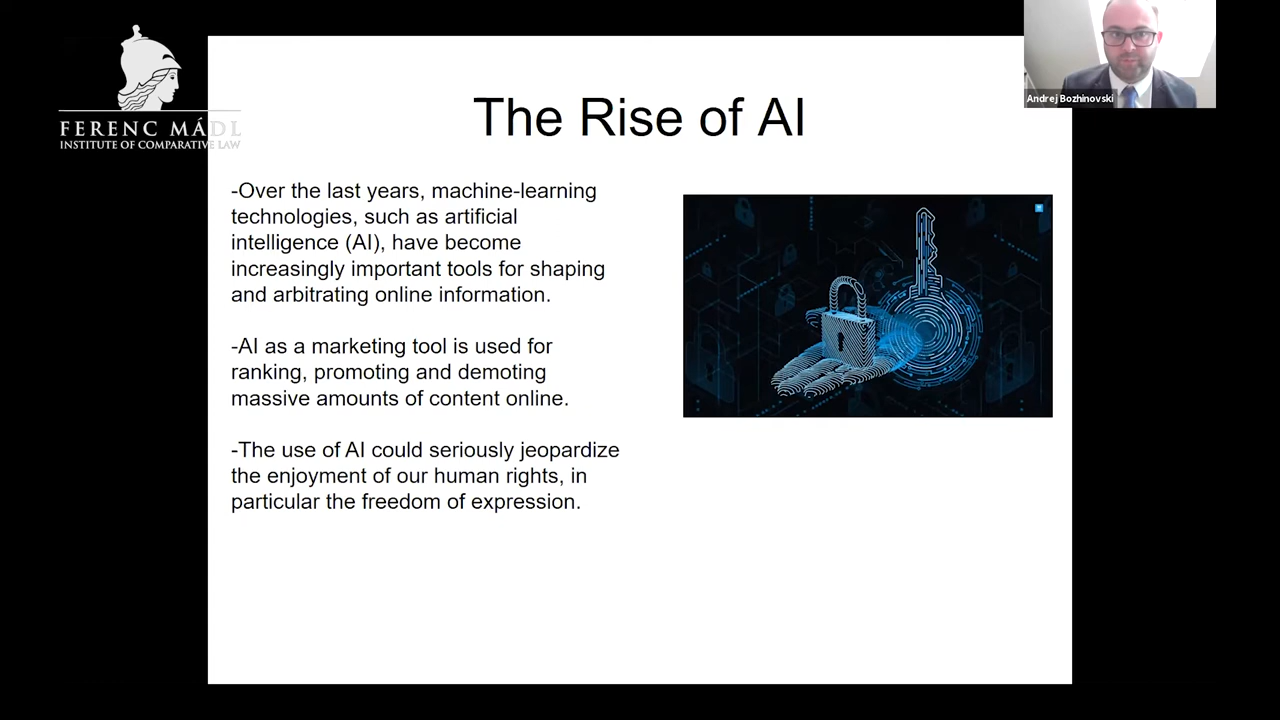 FERENC MÁDL
INSTITUTE OF COMPARATIVE LAW
Andrej Bozhinovski
The Rise of AI
-Over the last years, machine-learning
technologies, such as artificial
intelligence (AI), have become
increasingly important tools for shaping
and arbitrating online information.
-AI as a marketing tool is used for
ranking, promoting and demoting
massive amounts of content online.
-The use of AI could seriously jeopardize
the enjoyment of our human rights, in
particular the freedom of expression.